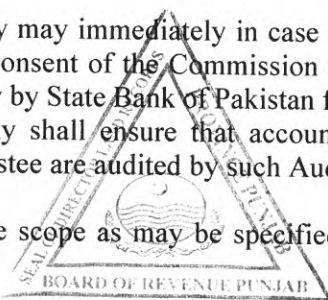 y may immediately in case
onsent of the Commission
y by State Bank of Pakistan f
y shall ensure that accoun
stee are audited by such Au
e scope as may be specified
BOARD OF REVENUE PUNJAB